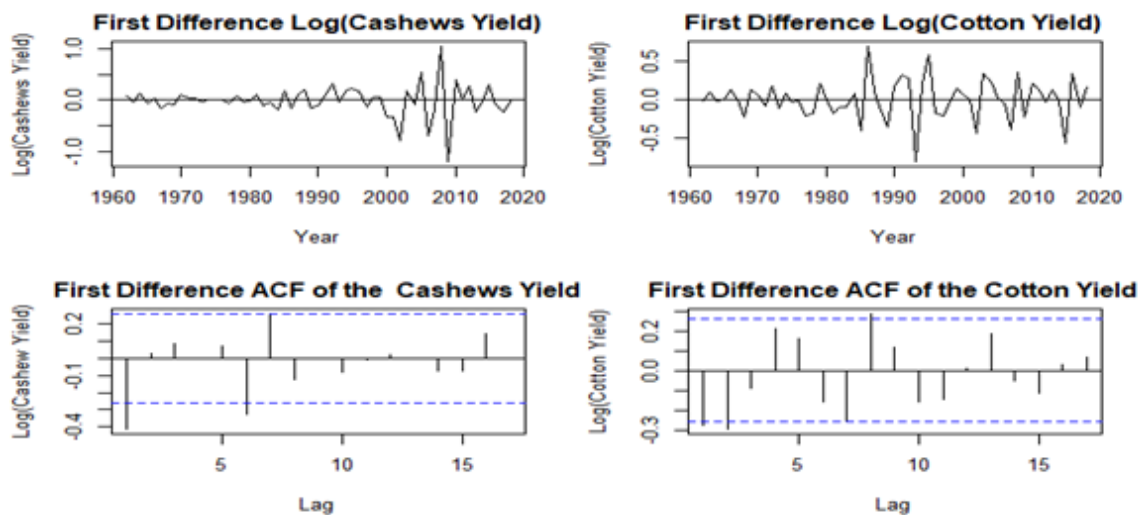 First Difference Log(Cashews Yield)
Log(Cashews Yield)
1.0
0.0
-1.0
1960 1970 1980 1990 2000 2010 2020
Year
First Difference Log(Cotton Yield)
Log(Cotton Yield)
0.5
0.0
-0.5
1960 1970 1980 1990 2000 2010 2020
Year
First Difference ACF of the Cashews Yield
Log(Cashew Yield)
0.2
-0.1
-0.4
5 10 15
Lag
First Difference ACF of the Cotton Yield
Log(Cotton Yield)
0.2
0.0
-0.3
5 10 15
Lag